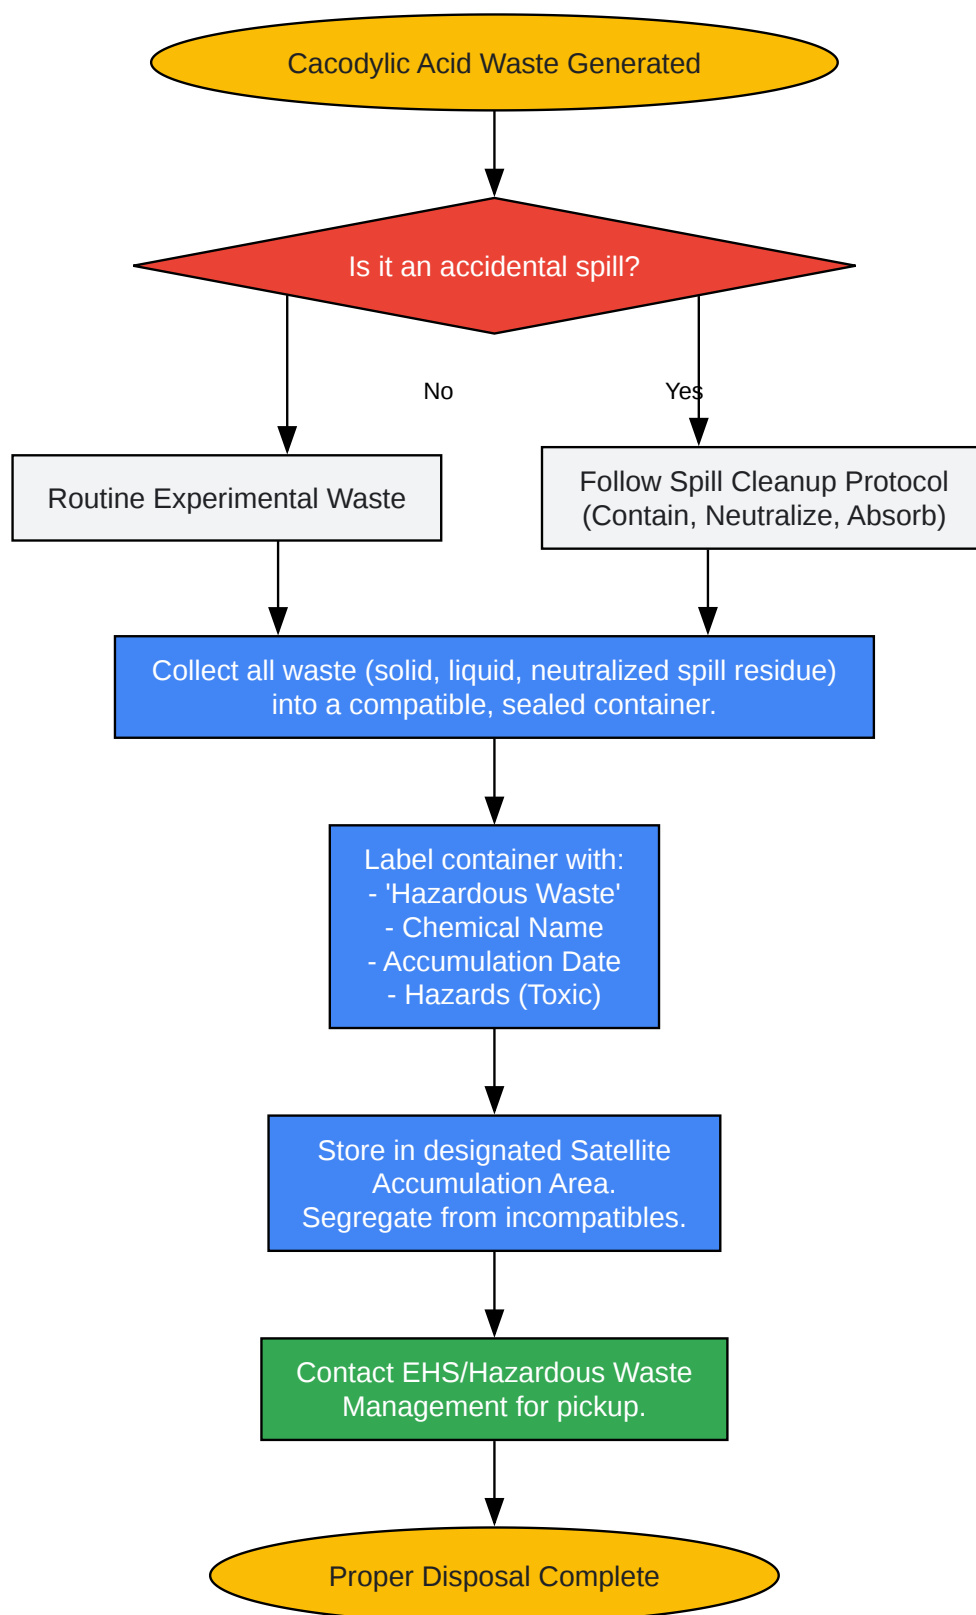 Cacodylic Acid Waste Generated
Is it an accidental spill?
No
Yes
Routine Experimental Waste
Follow Spill Cleanup Protocol
(Contain, Neutralize, Absorb)
Collect all waste (solid, liquid, neutralized spill residue)
into a compatible, sealed container.
Label container with:
- 'Hazardous Waste'
- Chemical Name
- Accumulation Date
- Hazards (Toxic)
Store in designated Satellite
Accumulation Area.
Segregate from incompatibles.
Contact EHS/Hazardous Waste
Management for pickup.
Proper Disposal Complete